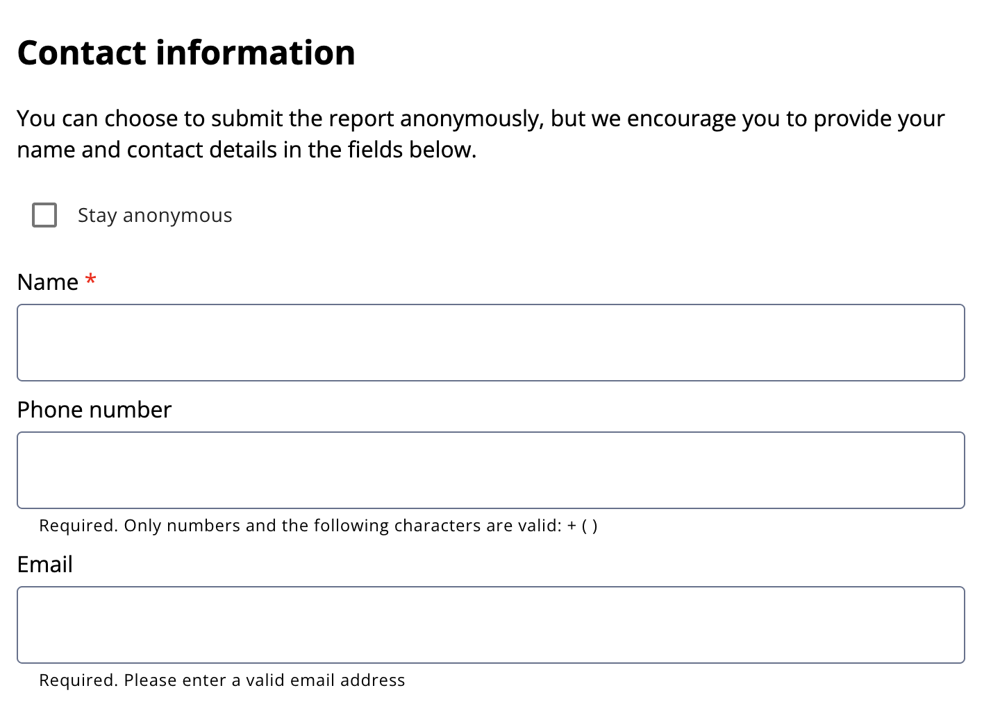 Contact information
You can choose to submit the report anonymously, but we encourage you to provide your
name and contact details in the fields below.
Stay anonymous
Name *
Phone number
Required. Only numbers and the following characters are valid: + ( )
Email
Required. Please enter a valid email address